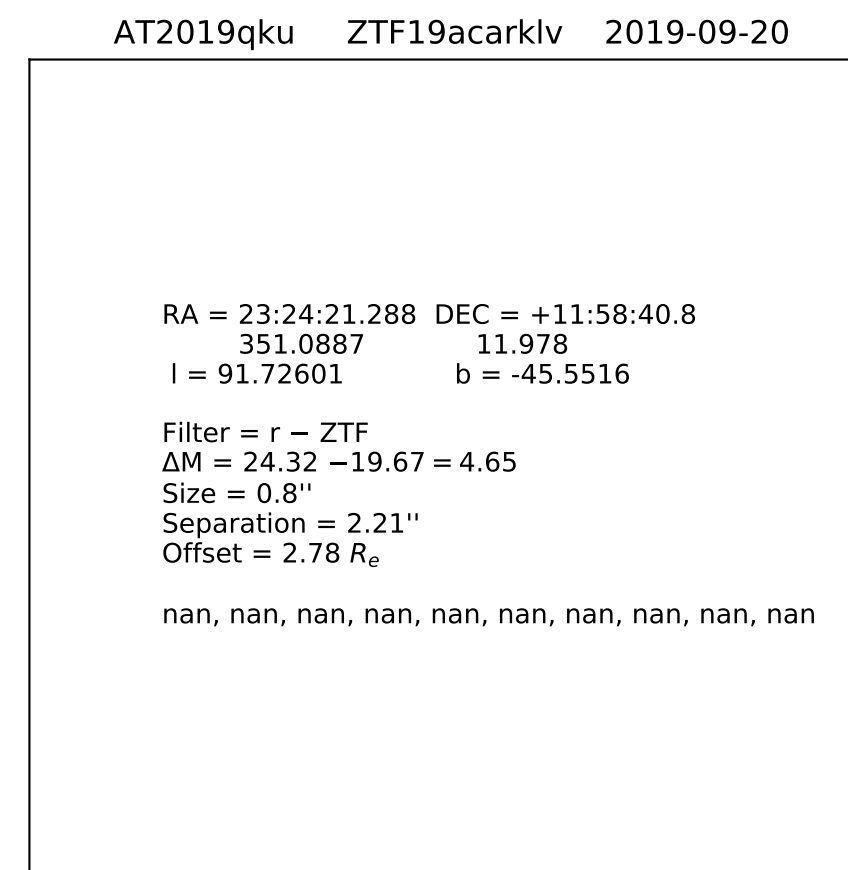 AT2019qku ZTF19acarklv 2019-09-20
RA = 23:24:21.288 DEC = +11:58:40.8
351.0887 11.978
l = 91.72601 b = -45.5516
Filter = r − ZTF
ΔM = 24.32 −19.67 = 4.65
Size = 0.8''
Separation = 2.21''
Offset = 2.78 Rₑ
nan, nan, nan, nan, nan, nan, nan, nan, nan, nan